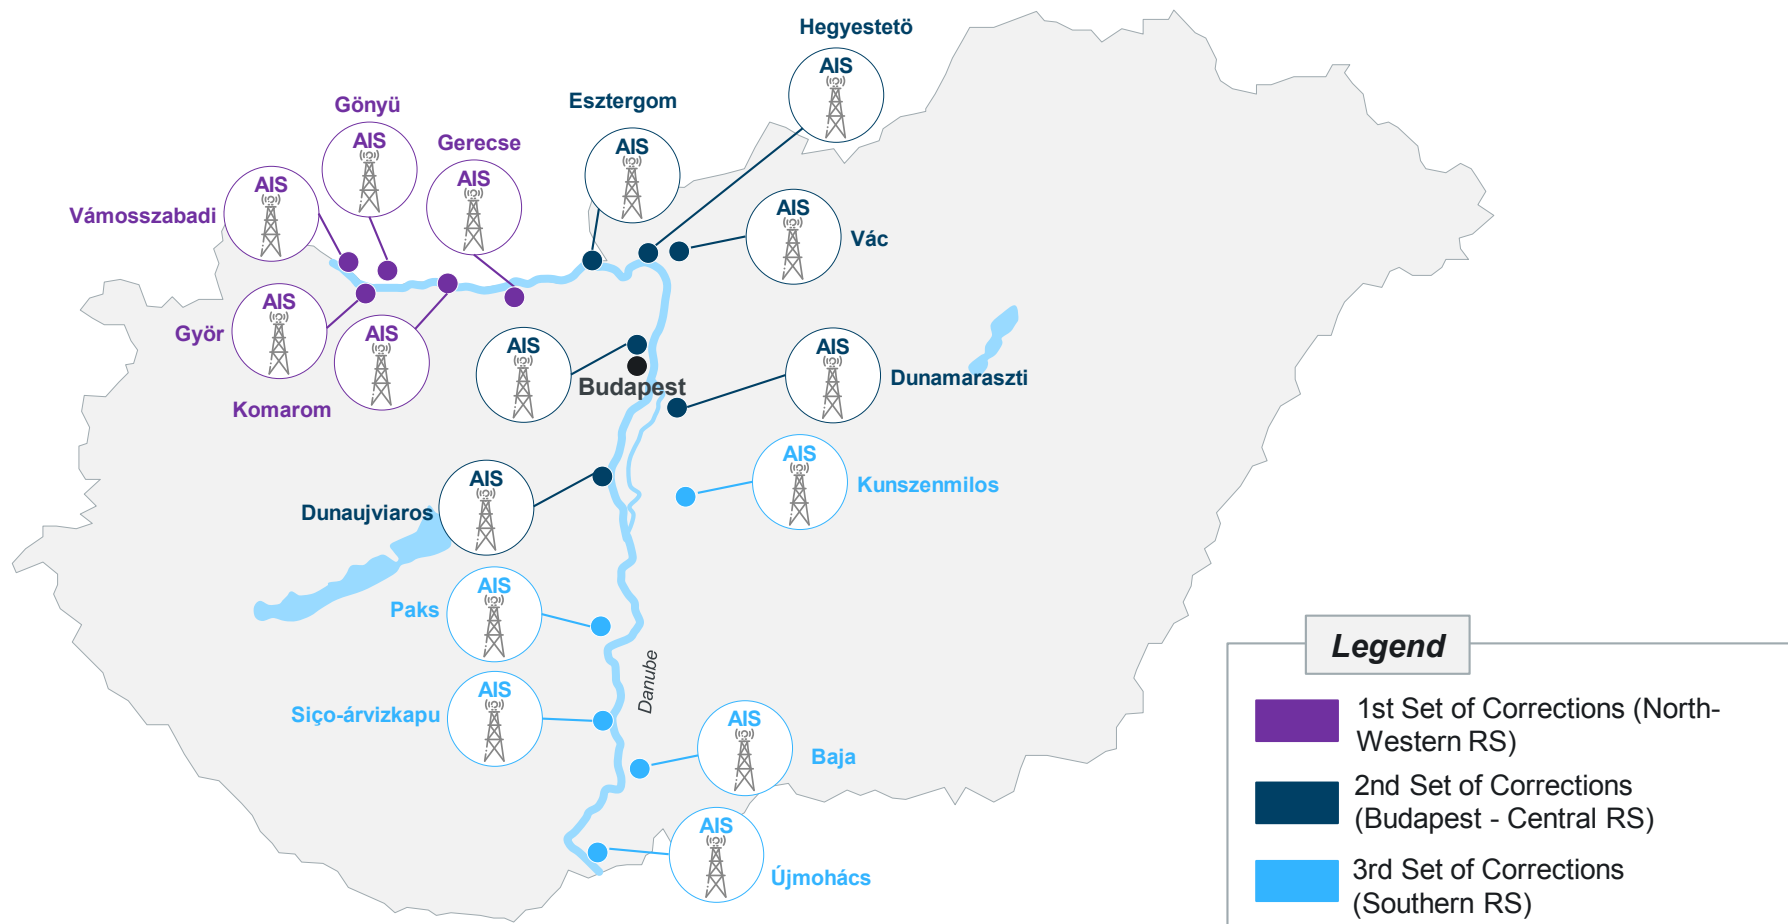 Hegyestetö
AIS
Esztergom
AIS
Gönyü
AIS
Gerecse
AIS
AIS
Vámosszabadi
AIS
Vác
AIS
Györ
AIS
Komarom
AIS
Budapest
AIS
Dunamaraszti
AIS
Kunszenmilos
AIS
Dunaujviaros
AIS
Paks
AIS
Siço-árvizkapu
Danube
AIS
Baja
AIS
Újmohács
Legend
1st Set of Corrections (North-
Western RS)
2nd Set of Corrections
(Budapest - Central RS)
3rd Set of Corrections
(Southern RS)